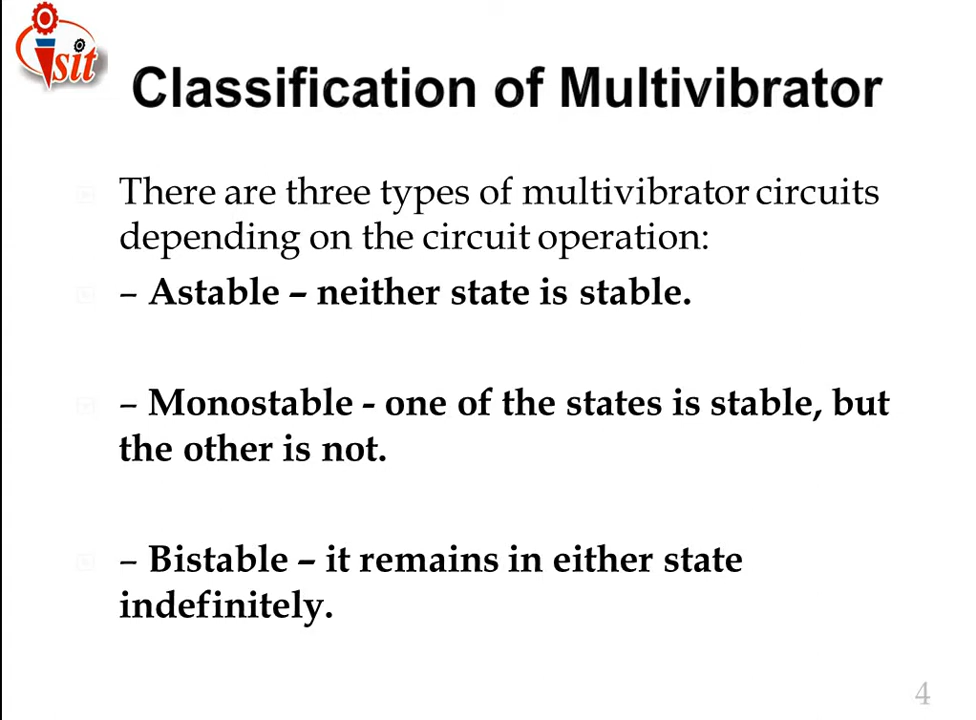 isit
Classification of Multivibrator
There are three types of multivibrator circuits
depending on the circuit operation:
– Astable – neither state is stable.
– Monostable - one of the states is stable, but
the other is not.
– Bistable – it remains in either state
indefinitely.
4